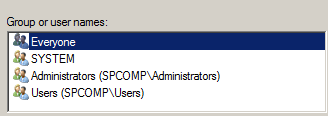 Group or user names:
Everyone
SYSTEM
Administrators (SPCOMP\Administrators)
Users (SPCOMP\Users)